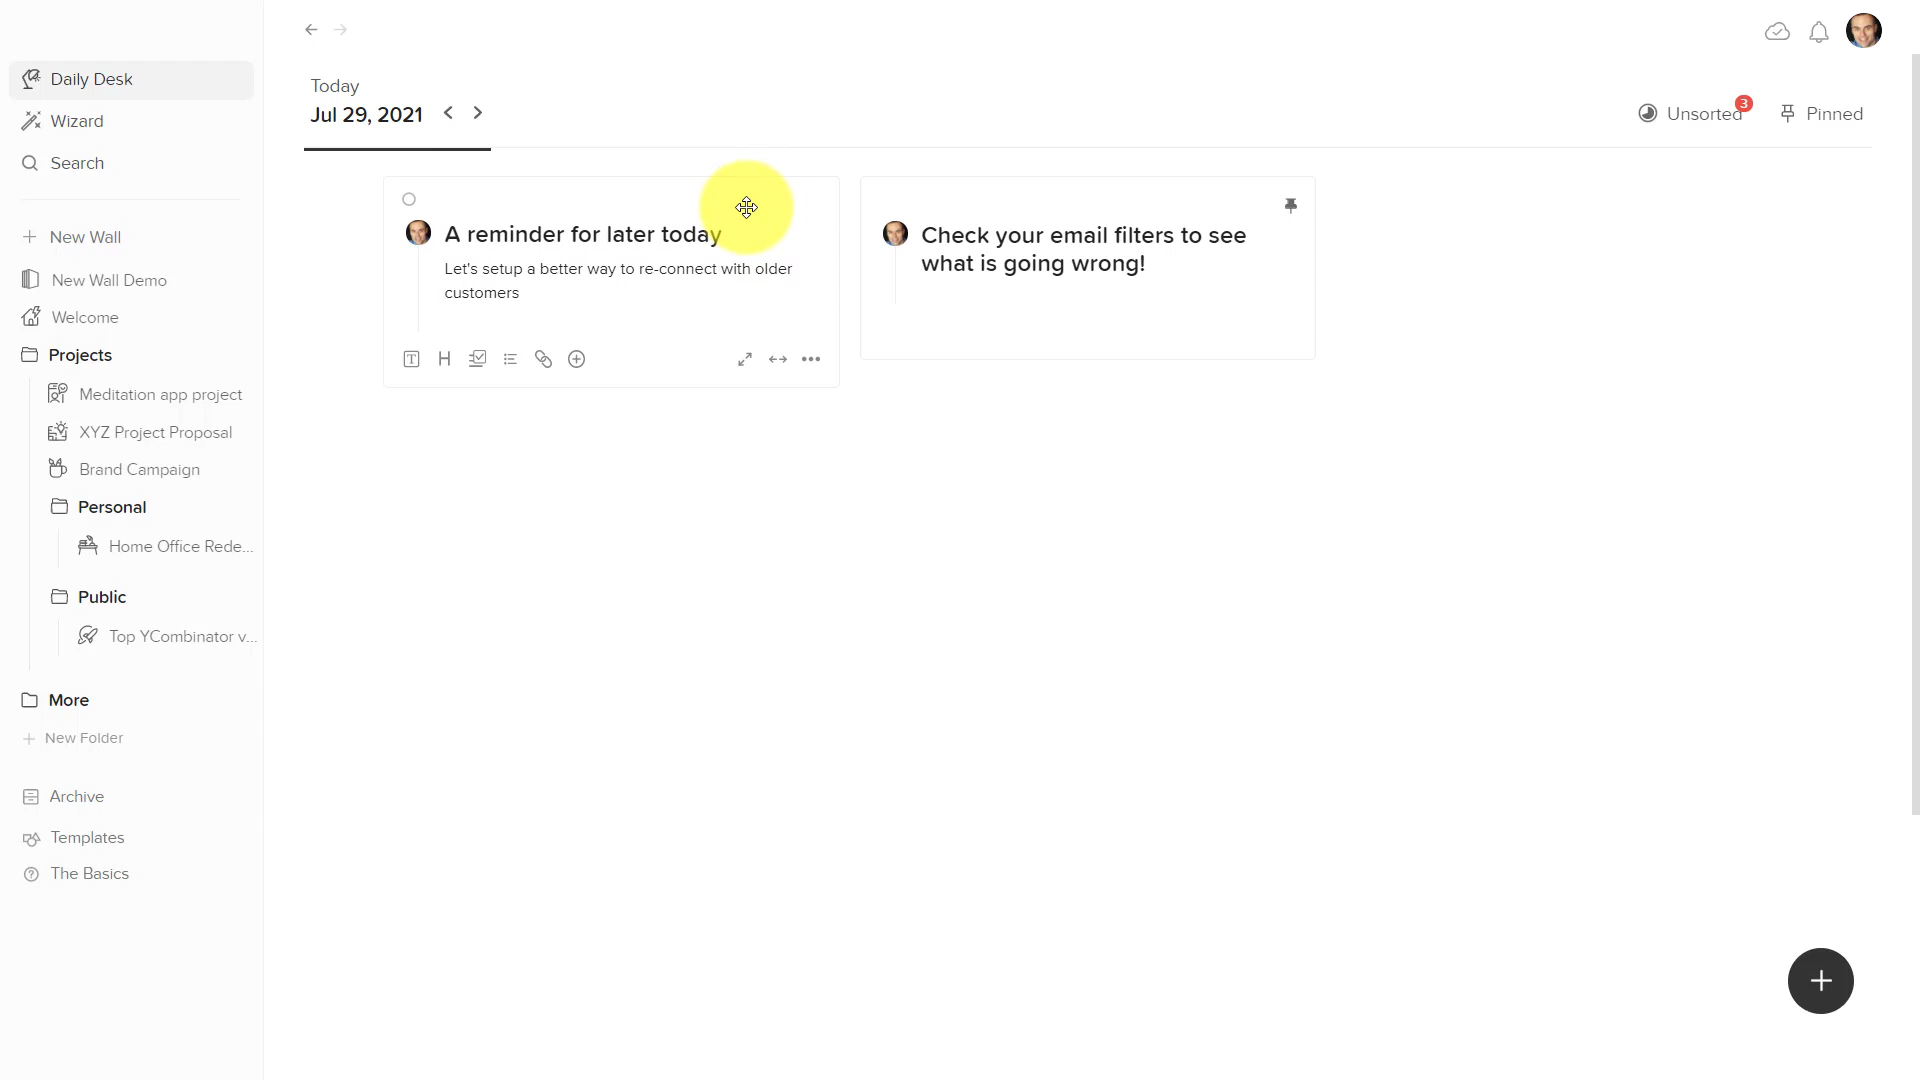 Daily Desk
Wizard
Search
New Wall
New Wall Demo
Welcome
Projects
Meditation app project
XYZ Project Proposal
Brand Campaign
Personal
Home Office Rede...
Public
Top YCombinator v...
More
New Folder
Archive
Templates
The Basics
Today
Jul 29, 2021
Unsorted 3
Pinned
A reminder for later today
Let's setup a better way to re-connect with older
customers
T H
Check your email filters to see
what is going wrong!